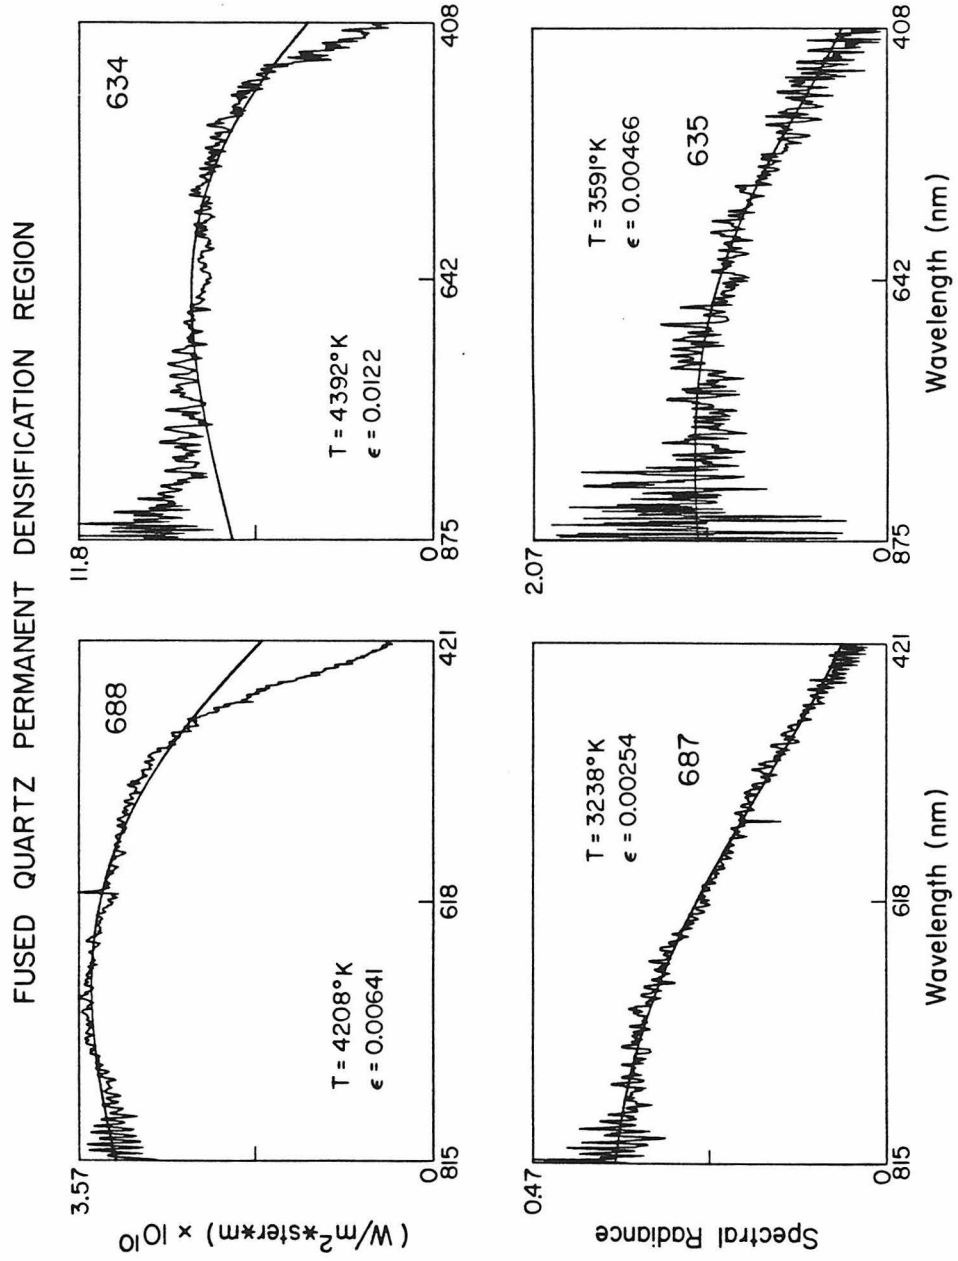 FUSED QUARTZ PERMANENT DENSIFICATION REGION
3.57
688
T = 4208°K
ϵ = 0.00641
0
815
618
421
(W/m²*ster*m) × 10¹⁰
11.8
634
T = 4392°K
ϵ = 0.0122
0
875
642
408
0.47
T = 3238°K
ϵ = 0.00254
687
0
815
618
421
Spectral Radiance
Wavelength (nm)
2.07
T = 3591°K
ϵ = 0.00466
635
0
875
642
408
Wavelength (nm)